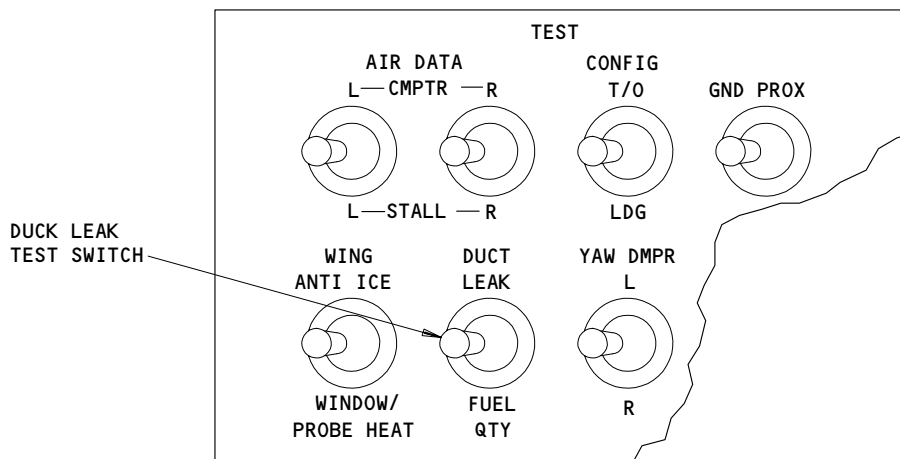 TEST
AIR DATA
L—CMPTR—R
CONFIG
T/O
GND PROX
L—STALL—R
LDG
DUCK LEAK
TEST SWITCH
WING
ANTI ICE
DUCT
LEAK
YAW DMPR
L
WINDOW/
PROBE HEAT
FUEL
QTY
R